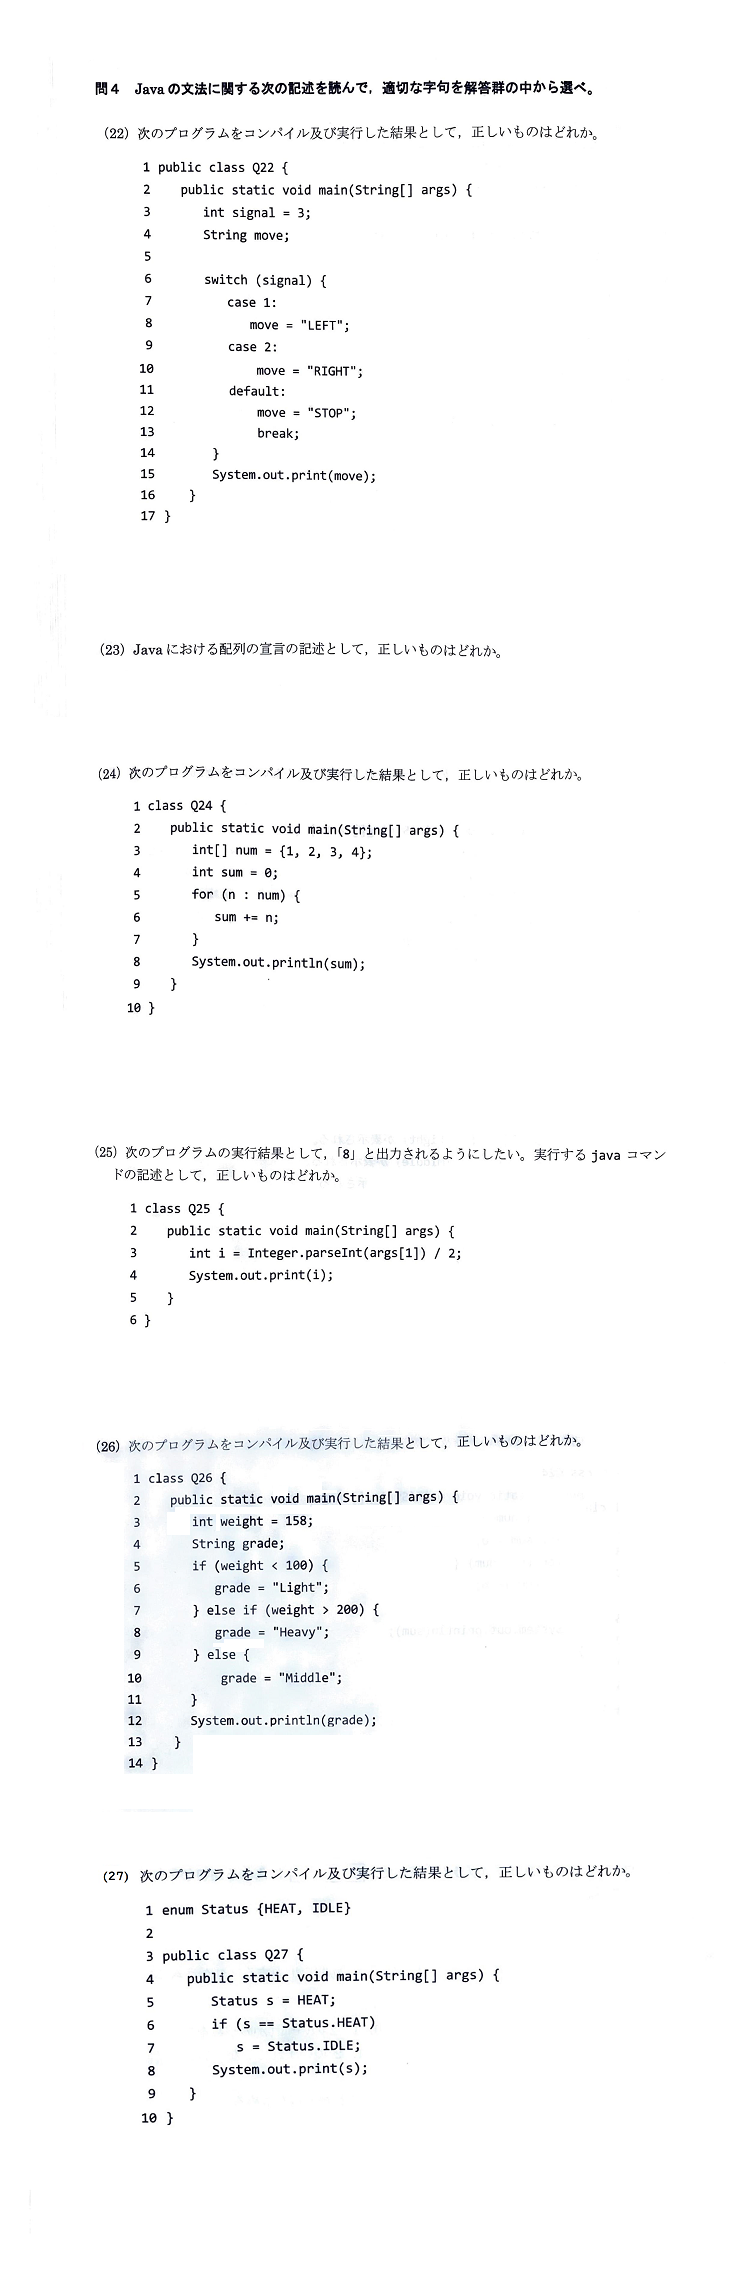 問4 Javaの文法に関する次の記述を読んで，適切な字句を解答群の中から選べ。
(22) 次のプログラムをコンパイル及び実行した結果として，正しいものはどれか。
1 public class Q22 {
2 public static void main(String[] args) {
3 int signal = 3;
4 String move;
5
6 switch (signal) {
7 case 1:
8 move = "LEFT";
9 case 2:
10 move = "RIGHT";
11 default:
12 move = "STOP";
13 break;
14 }
15 System.out.print(move);
16 }
17 }
(23) Javaにおける配列の宣言の記述として，正しいものはどれか。
(24) 次のプログラムをコンパイル及び実行した結果として，正しいものはどれか。
1 class Q24 {
2 public static void main(String[] args) {
3 int[] num = {1, 2, 3, 4};
4 int sum = 0;
5 for (n : num) {
6 sum += n;
7 }
8 System.out.println(sum);
9 }
10 }
(25) 次のプログラムの実行結果として，「8」と出力されるようにしたい。実行する java コマン
ドの記述として，正しいものはどれか。
1 class Q25 {
2 public static void main(String[] args) {
3 int i = Integer.parseInt(args[1]) / 2;
4 System.out.print(i);
5 }
6 }
(26) 次のプログラムをコンパイル及び実行した結果として，正しいものはどれか。
1 class Q26 {
2 public static void main(String[] args) {
3 int weight = 158;
4 String grade;
5 if (weight < 100) {
6 grade = "Light";
7 } else if (weight > 200) {
8 grade = "Heavy";
9 } else {
10 grade = "Middle";
11 }
12 System.out.println(grade);
13 }
14 }
(27) 次のプログラムをコンパイル及び実行した結果として，正しいものはどれか。
1 enum Status {HEAT, IDLE}
2
3 public class Q27 {
4 public static void main(String[] args) {
5 Status s = HEAT;
6 if (s == Status.HEAT)
7 s = Status.IDLE;
8 System.out.print(s);
9 }
10 }